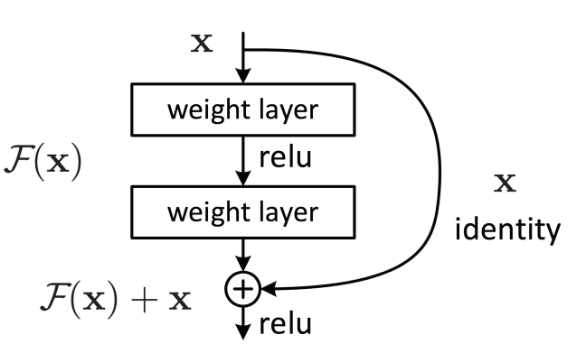 x
weight layer
relu
F(x)
weight layer
x
identity
F(x) + x
relu